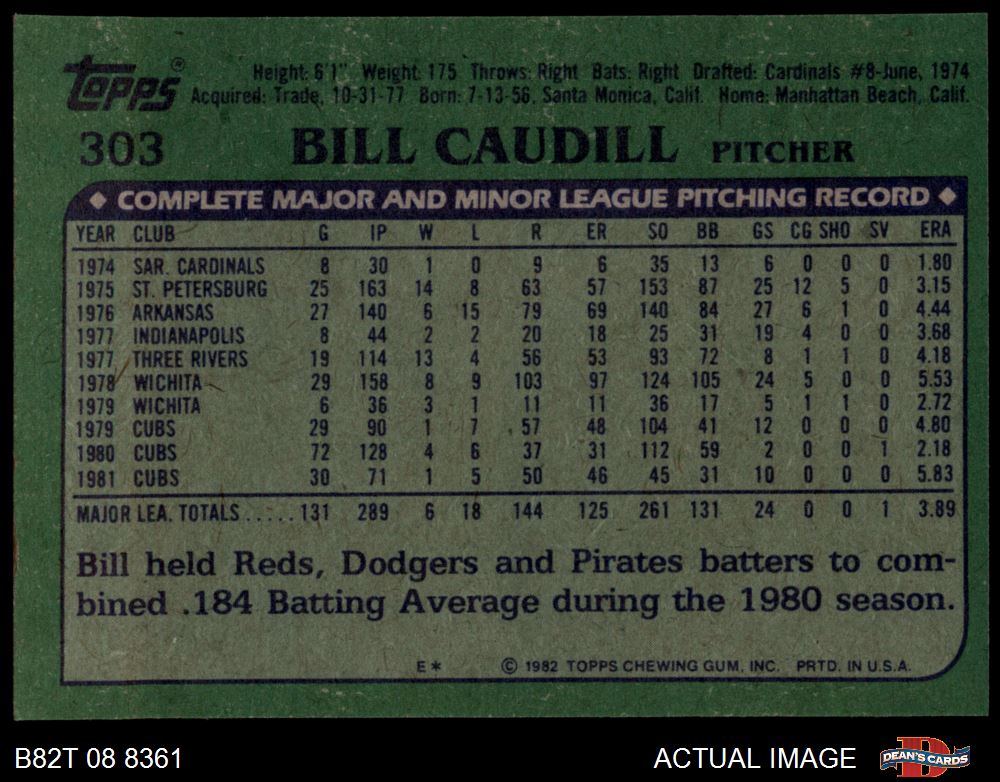 Topps®
Height: 6'1" Weight: 175 Throws: Right Bats: Right Drafted: Cardinals #8-June, 1974
Acquired: Trade, 10-31-77 Born: 7-13-56, Santa Monica, Calif. Home: Manhattan Beach, Calif.
303 BILL CAUDILL PITCHER
◆ COMPLETE MAJOR AND MINOR LEAGUE PITCHING RECORD ◆
YEAR CLUB G IP W L R ER SO BB GS CG SHO SV ERA
1974 SAR. CARDINALS 8 30 1 0 9 6 35 13 6 0 0 0 1.80
1975 ST. PETERSBURG 25 163 14 8 63 57 153 87 25 12 5 0 3.15
1976 ARKANSAS 27 140 6 15 79 69 140 84 27 6 1 0 4.44
1977 INDIANAPOLIS 8 44 2 2 20 18 25 31 19 4 0 0 3.68
1977 THREE RIVERS 19 114 13 4 56 53 93 72 8 1 1 0 4.18
1978 WICHITA 29 158 8 9 103 97 124 105 24 5 0 0 5.53
1979 WICHITA 6 36 3 1 11 11 36 17 5 1 1 0 2.72
1979 CUBS 29 90 1 7 57 48 104 41 12 0 0 0 4.80
1980 CUBS 72 128 4 6 37 31 112 59 2 0 0 1 2.18
1981 CUBS 30 71 1 5 50 46 45 31 10 0 0 0 5.83
MAJOR LEA. TOTALS ..... 131 289 6 18 144 125 261 131 24 0 0 1 3.89
Bill held Reds, Dodgers and Pirates batters to com-
bined .184 Batting Average during the 1980 season.
E* © 1982 TOPPS CHEWING GUM, INC. PRTD. IN U.S.A.
B82T 08 8361 ACTUAL IMAGE DEAN'S CARDS